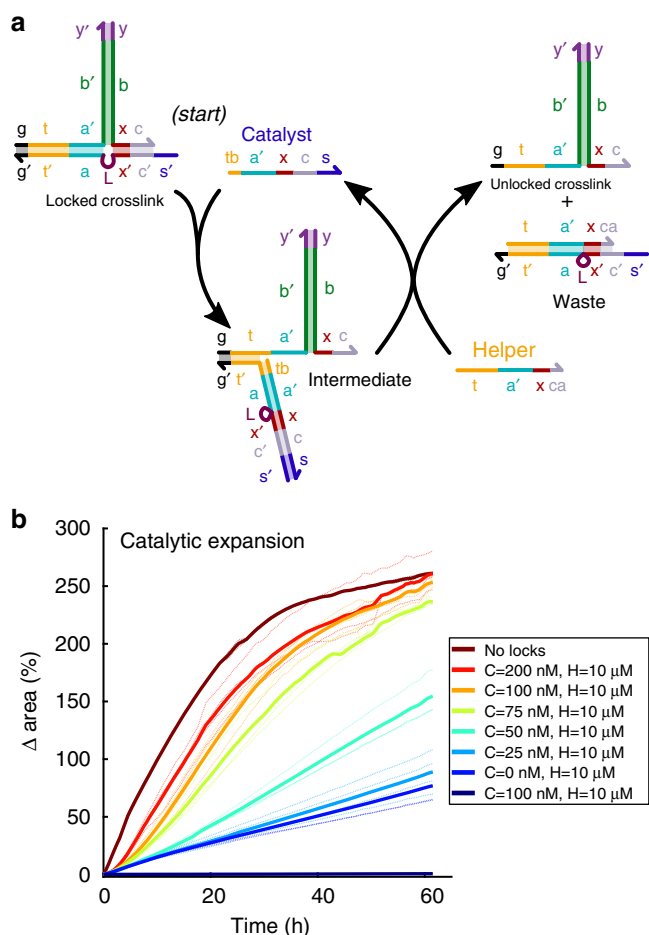 a
y′ y
b′ b
g t a′ x c
g′ t′ a L x′ c′ s′
Locked crosslink
(start)
Catalyst
tb a′ x c s
y′ y
b′ b
g t a′ x c
Unlocked crosslink
+
t a′ x ca
g′ t′ a L x′ c′ s′
Waste
y′ y
b′ b
g t a′ x c
g′ t′ tb
a a′
Intermediate
L x
x′ c
c′ s
s′
Helper
t a′ x ca
b
Catalytic expansion
300
250
200
150
100
50
0
Δ area (%)
0 20 40 60
Time (h)
No locks
C=200 nM, H=10 μM
C=100 nM, H=10 μM
C=75 nM, H=10 μM
C=50 nM, H=10 μM
C=25 nM, H=10 μM
C=0 nM, H=10 μM
C=100 nM, H=10 μM